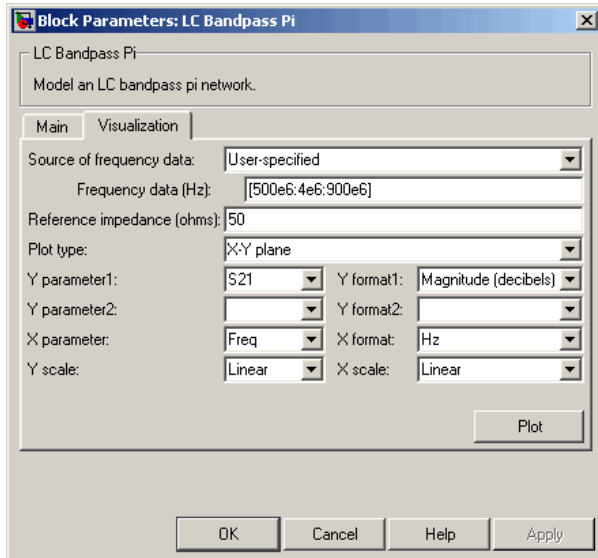 Block Parameters: LC Bandpass Pi
LC Bandpass Pi
Model an LC bandpass pi network.
Main Visualization
Source of frequency data: User-specified
Frequency data (Hz): [500e6:4e6:900e6]
Reference impedance (ohms): 50
Plot type: X-Y plane
Y parameter1: S21 Y format1: Magnitude (decibels)
Y parameter2: Y format2:
X parameter: Freq X format: Hz
Y scale: Linear X scale: Linear
Plot
OK Cancel Help Apply